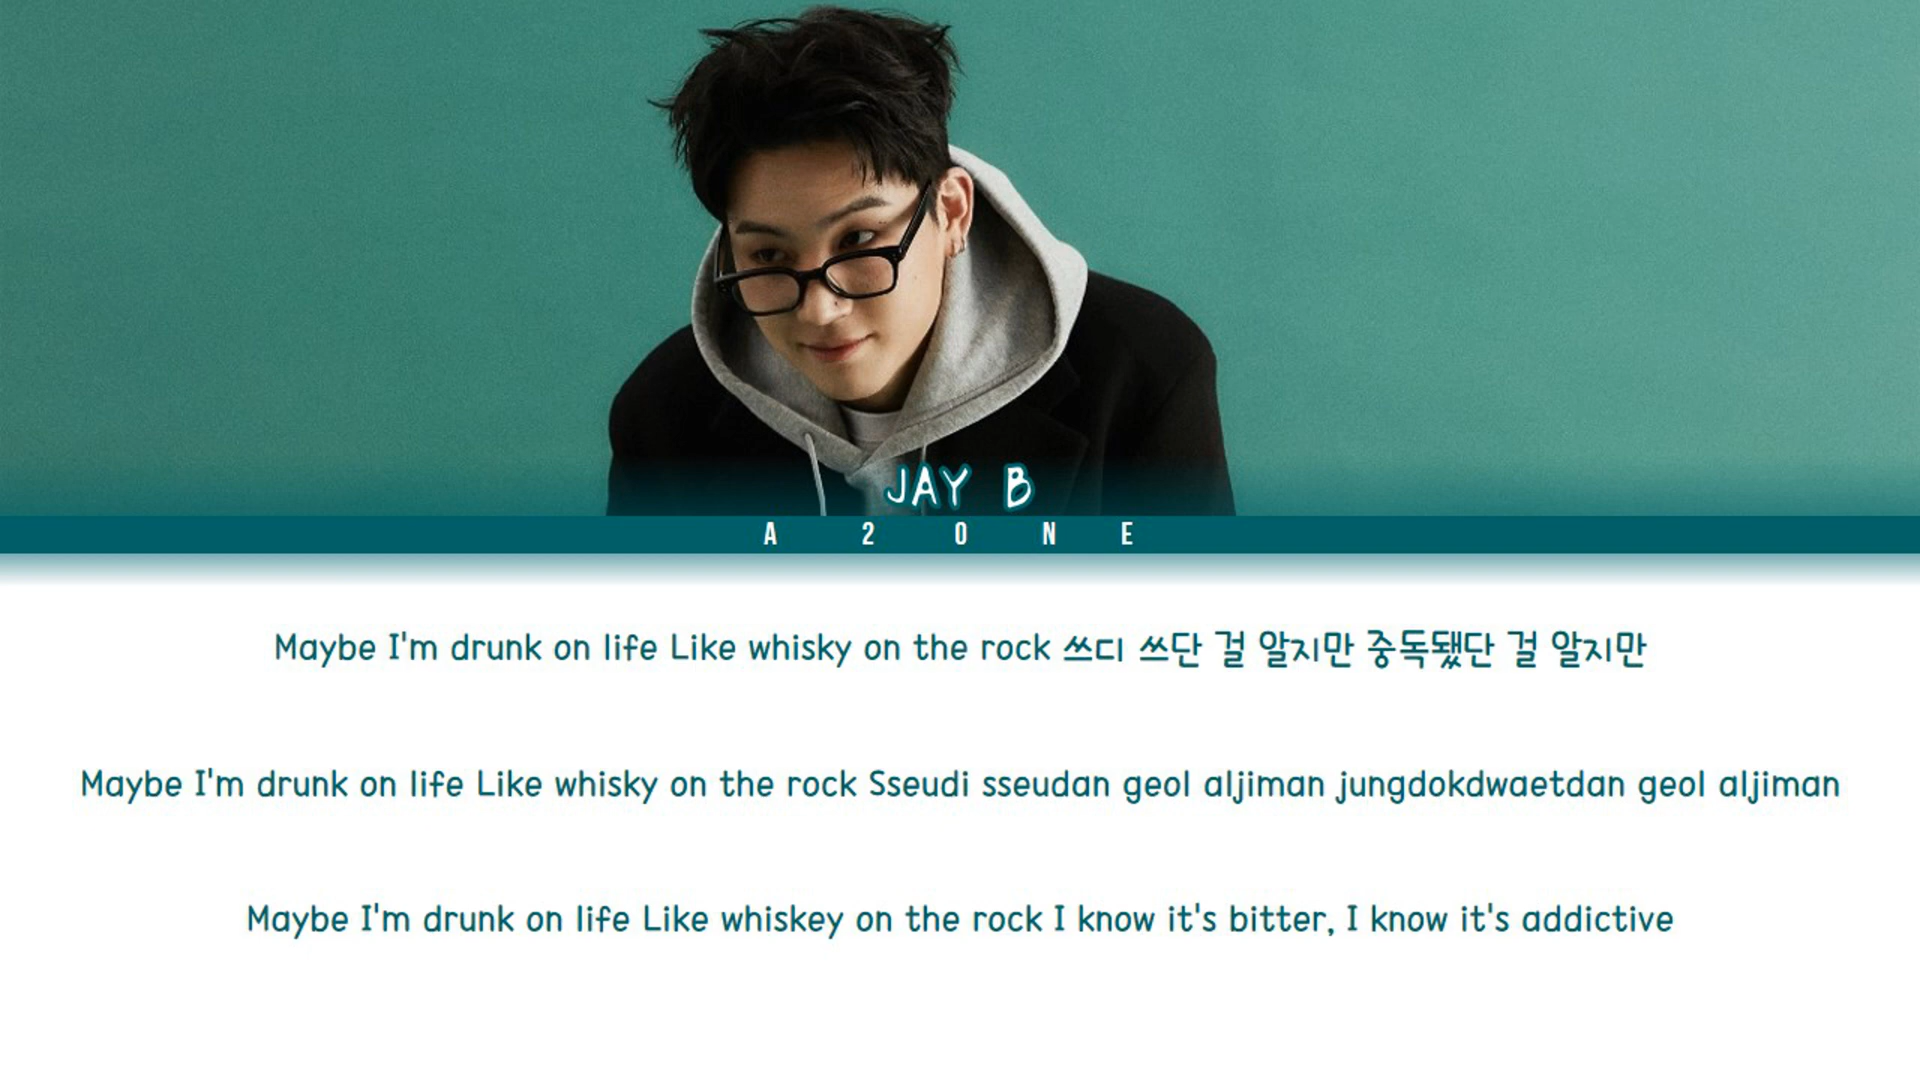 JAY B
A 2 O N E
Maybe I'm drunk on life Like whisky on the rock 쓰디 쓰단 걸 알지만 중독됐단 걸 알지만
Maybe I'm drunk on life Like whisky on the rock Sseudi sseudan geol aljiman jungdokdwaetdan geol aljiman
Maybe I'm drunk on life Like whiskey on the rock I know it's bitter, I know it's addictive